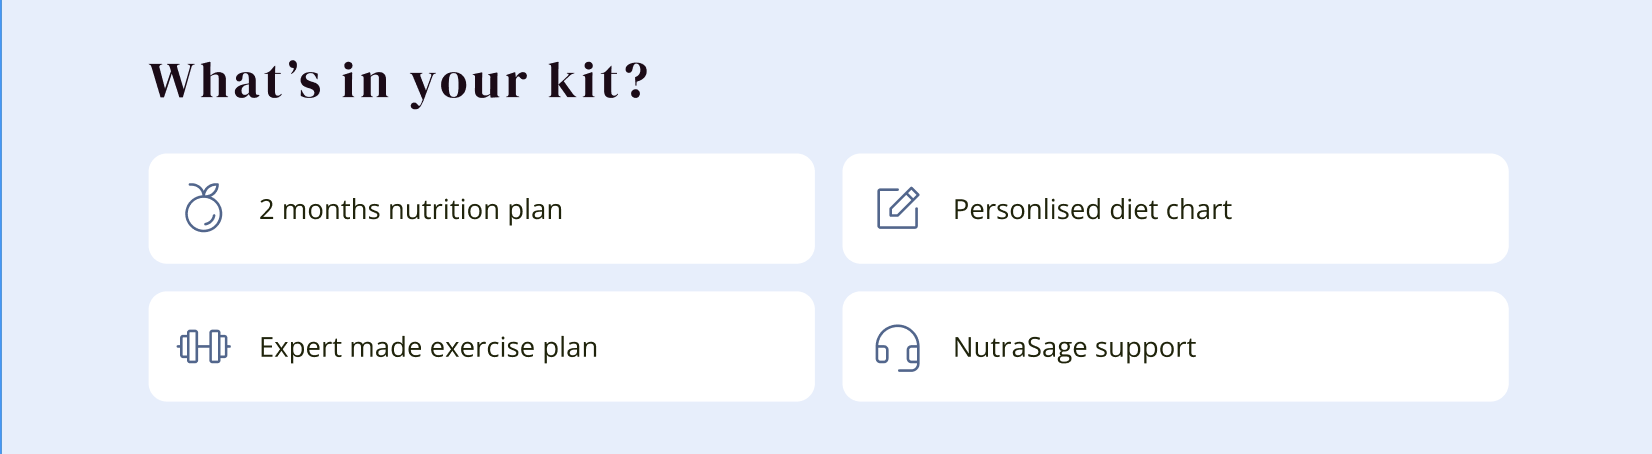 What’s in your kit?
2 months nutrition plan
Personlised diet chart
Expert made exercise plan
NutraSage support